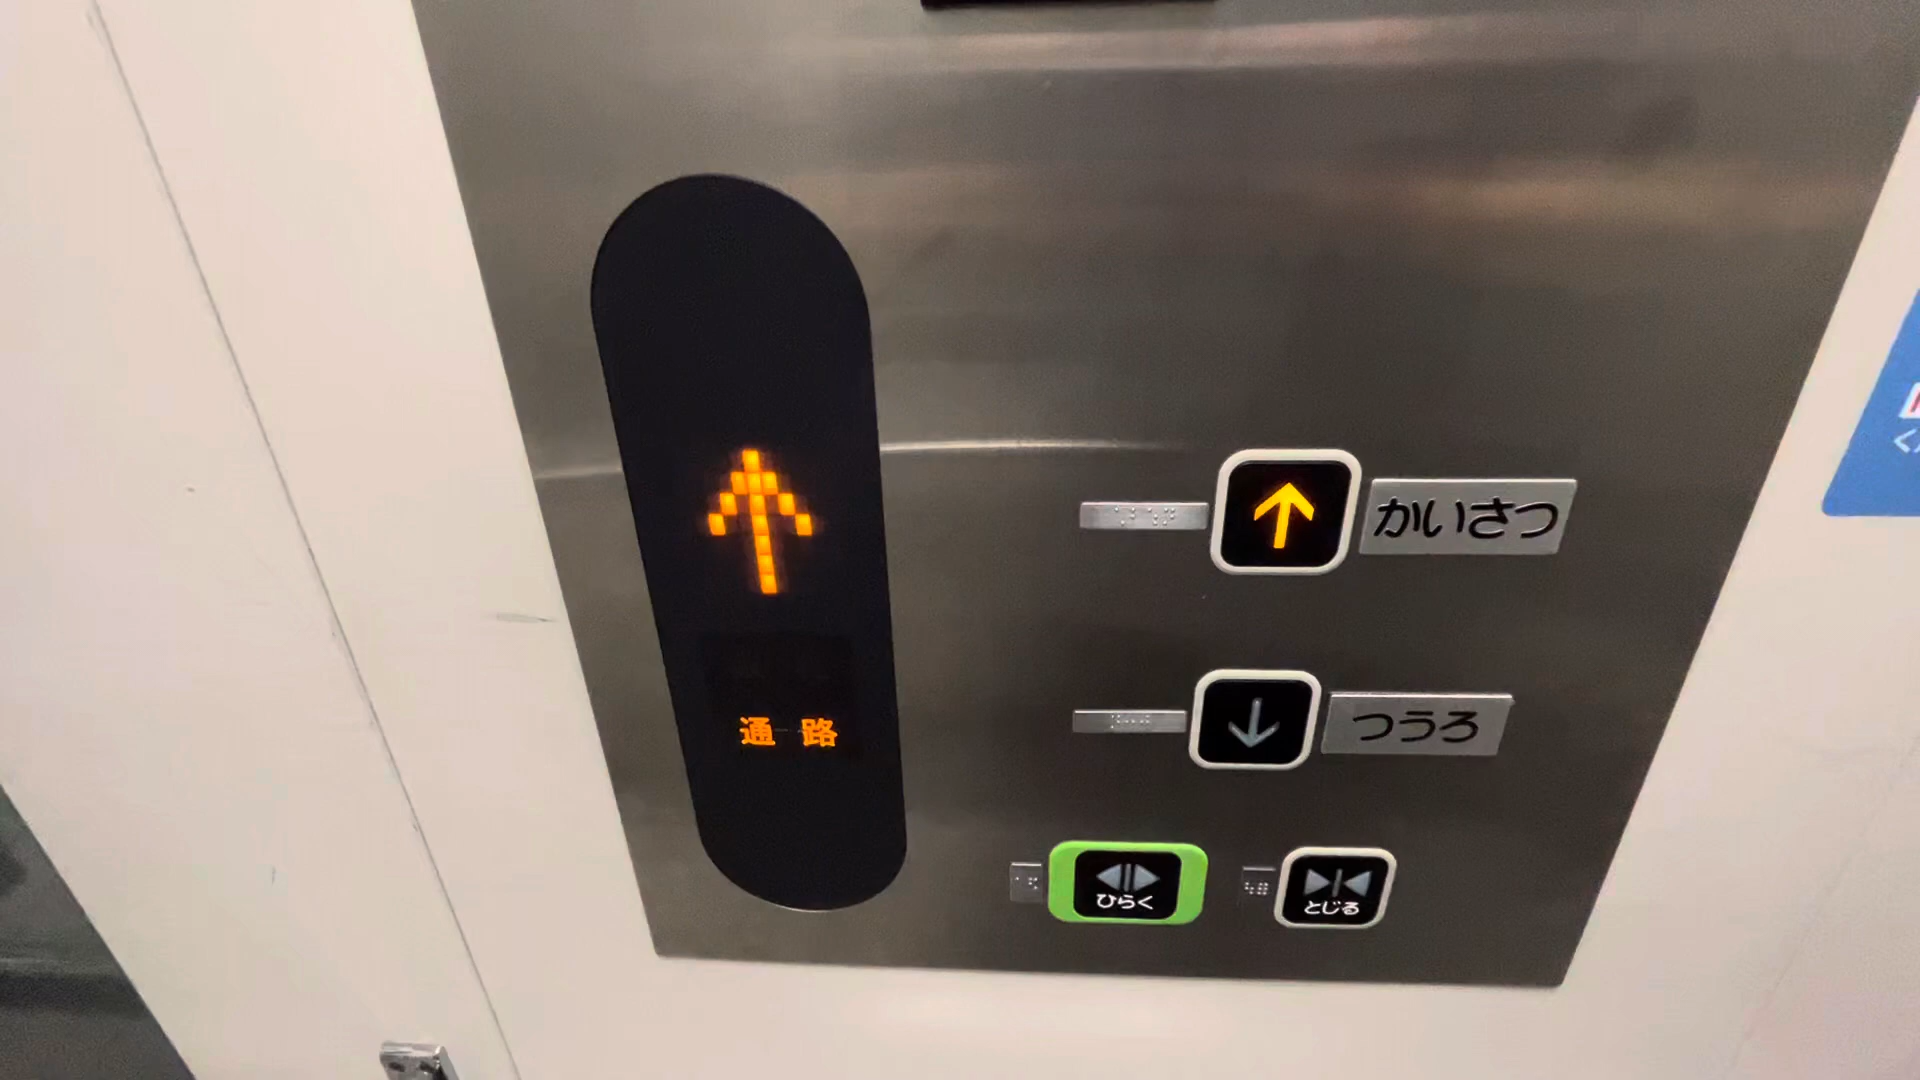 かいさつ
通路
つうろ
ひらく
とじる